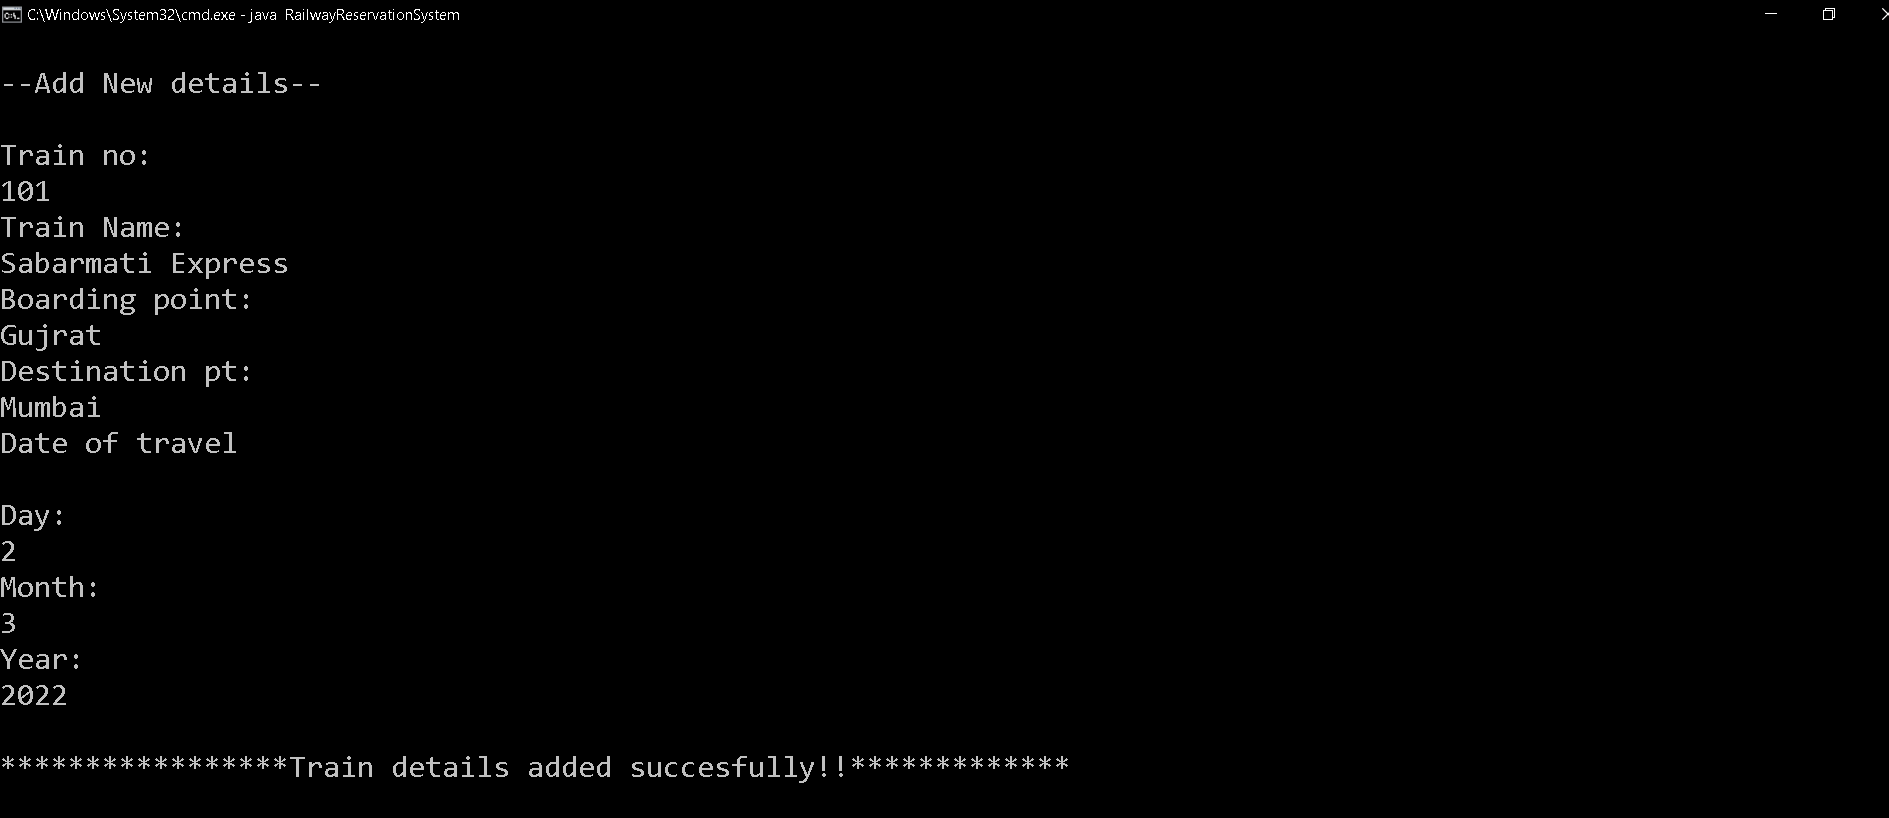 C:\Windows\System32\cmd.exe - java  RailwayReservationSystem
--Add New details--
Train no:
101
Train Name:
Sabarmati Express
Boarding point:
Gujrat
Destination pt:
Mumbai
Date of travel
Day:
2
Month:
3
Year:
2022
*****************Train details added succesfully!!*************